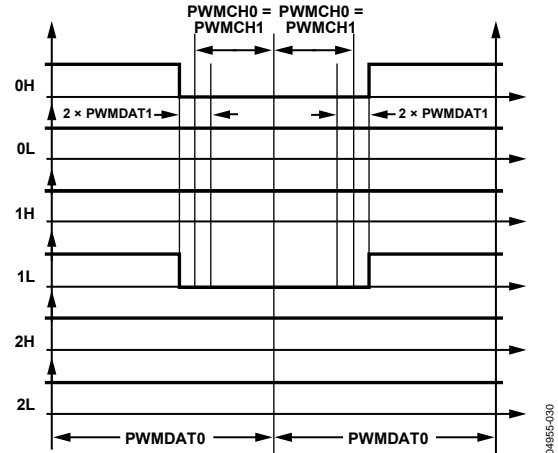 PWMCH0 = PWMCH0 =
PWMCH1 PWMCH1
0H
2 × PWMDAT1 2 × PWMDAT1
0L
1H
1L
2H
2L
PWMDAT0 PWMDAT0
04955-030